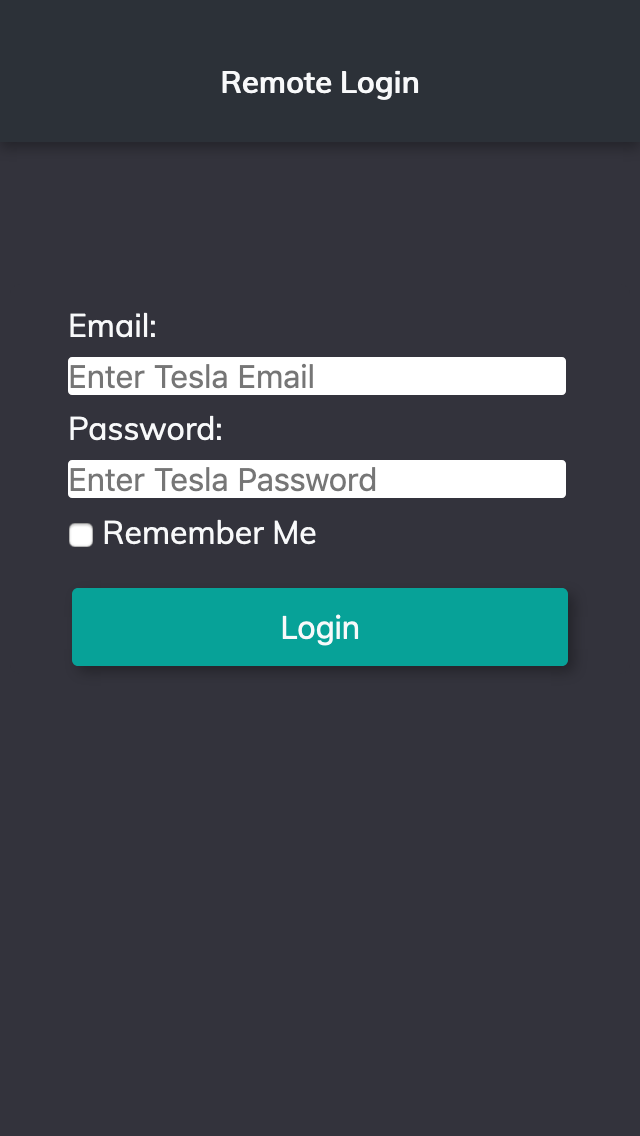 Remote Login
Email:
Enter Tesla Email
Password:
Enter Tesla Password
Remember Me
Login